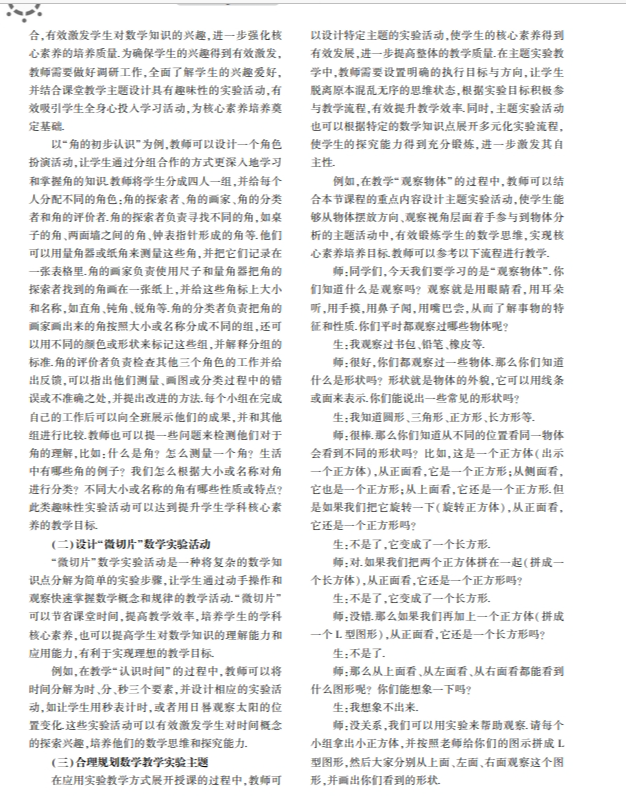 合,有效激发学生对数学知识的兴趣,进一步强化核
心素养的培养质量.为确保学生的兴趣得到有效激发,
教师需要做好调研工作,全面了解学生的兴趣爱好,
并结合课堂教学主题设计具有趣味性的实验活动,有
效吸引学生全身心投入学习活动,为核心素养培养奠
定基础.
以“角的初步认识”为例,教师可以设计一个角色
扮演活动,让学生通过分组合作的方式更深入地学习
和掌握角的知识.教师将学生分成四人一组,并给每个
人分配不同的角色:角的探索者、角的画家、角的分类
者和角的评价者.角的探索者负责寻找不同的角,如桌
子的角、两面墙之间的角、钟表指针形成的角等.他们
可以用量角器或纸角来测量这些角,并把它们记录在
一张表格里.角的画家负责使用尺子和量角器把角的
探索者找到的角画在一张纸上,并给这些角标上大小
和名称,如直角、钝角、锐角等.角的分类者负责把角的
画家画出来的角按照大小或名称分成不同的组,还可
以用不同的颜色或形状来标记这些组,并解释分组的
标准.角的评价者负责检查其他三个角色的工作并给
出反馈,可以指出他们测量、画图或分类过程中的错
误或不准确之处,并提出改进的方法.每个小组在完成
自己的工作后可以向全班展示他们的成果,并和其他
组进行比较.教师也可以提一些问题来检测他们对于
角的理解,比如:什么是角？怎么测量一个角？生活
中有哪些角的例子？我们怎么根据大小或名称对角
进行分类？不同大小或名称的角有哪些性质或特点？
此类趣味性实验活动可以达到提升学生学科核心素
养的教学目标.
(二)设计“微切片”数学实验活动
“微切片”数学实验活动是一种将复杂的数学知
识点分解为简单的实验步骤,让学生通过动手操作和
观察快速掌握数学概念和规律的教学活动.“微切片”
可以节省课堂时间,提高教学效率,培养学生的学科
核心素养,也可以提高学生对数学知识的理解能力和
应用能力,有利于实现理想的教学目标.
例如,在教学“认识时间”的过程中,教师可以将
时间分解为时、分、秒三个要素,并设计相应的实验活
动,如让学生用秒表计时,或者用日晷观察太阳的位
置变化.这些实验活动可以有效激发学生对时间概念
的探索兴趣,培养他们的数学思维和探究能力.
(三)合理规划数学教学实验主题
在应用实验教学方式展开授课的过程中,教师可
以设计特定主题的实验活动,使学生的核心素养得到
有效发展,进一步提高整体的教学质量.在主题实验教
学中,教师需要设置明确的执行目标与方向,让学生
脱离原本混乱无序的思维状态,根据实验目标积极参
与教学流程,有效提升教学效率.同时,主题实验活动
也可以根据特定的数学知识点展开多元化实验流程,
使学生的探究能力得到充分锻炼,进一步激发其自
主性.
例如,在教学“观察物体”的过程中,教师可以结
合本节课程的重点内容设计主题实验活动,使学生能
够从物体摆放方向、观察视角层面着手参与到物体分
析的主题活动中,有效锻炼学生的数学思维,实现核
心素养培养目标.教师可以参考以下流程进行教学.
师:同学们,今天我们要学习的是“观察物体”.你
们知道什么是观察吗？观察就是用眼睛看,用耳朵
听,用手摸,用鼻子闻,用嘴巴尝,从而了解事物的特
征和性质.你们平时都观察过哪些物体呢？
生:我观察过书包、铅笔、橡皮等.
师:很好,你们都观察过一些物体.那么你们知道
什么是形状吗？形状就是物体的外貌,它可以用线条
或面来表示.你们能说出一些常见的形状吗？
生:我知道圆形、三角形、正方形、长方形等.
师:很棒.那么你们知道从不同的位置看同一物体
会看到不同的形状吗？比如,这是一个正方体(出示
一个正方体),从正面看,它是一个正方形;从侧面看,
它也是一个正方形;从上面看,它还是一个正方形.但
是如果我们把它旋转一下(旋转正方体),从正面看,
它还是一个正方形吗？
生:不是了,它变成了一个长方形.
师:对.如果我们把两个正方体拼在一起(拼成一
个长方体),从正面看,它还是一个正方形吗？
生:不是了,它变成了一个长方形.
师:没错.那么如果我们再加上一个正方体(拼成
一个L型图形),从正面看,它还是一个长方形吗？
生:不是了.
师:那么从上面看、从左面看、从右面看都能看到
什么图形呢？你们能想象一下吗？
生:我想象不出来.
师:没关系,我们可以用实验来帮助观察.请每个
小组拿出小正方体,并按照老师给你们的图示拼成L
型图形,然后大家分别从上面、左面、右面观察这个图
形,并画出你们看到的形状.